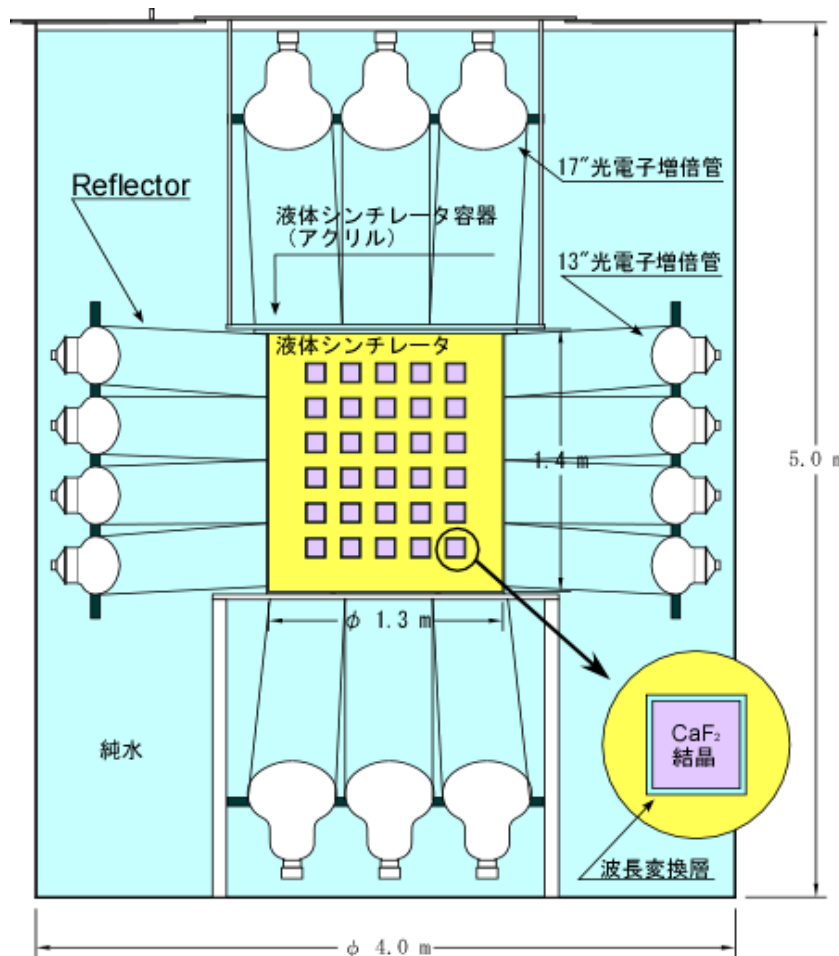 17″光電子増倍管
Reflector
液体シンチレータ容器
（アクリル）
13″光電子増倍管
液体シンチレータ
1.4 m
5.0 m
φ 1.3 m
CaF₂
結晶
純水
波長変換層
φ 4.0 m